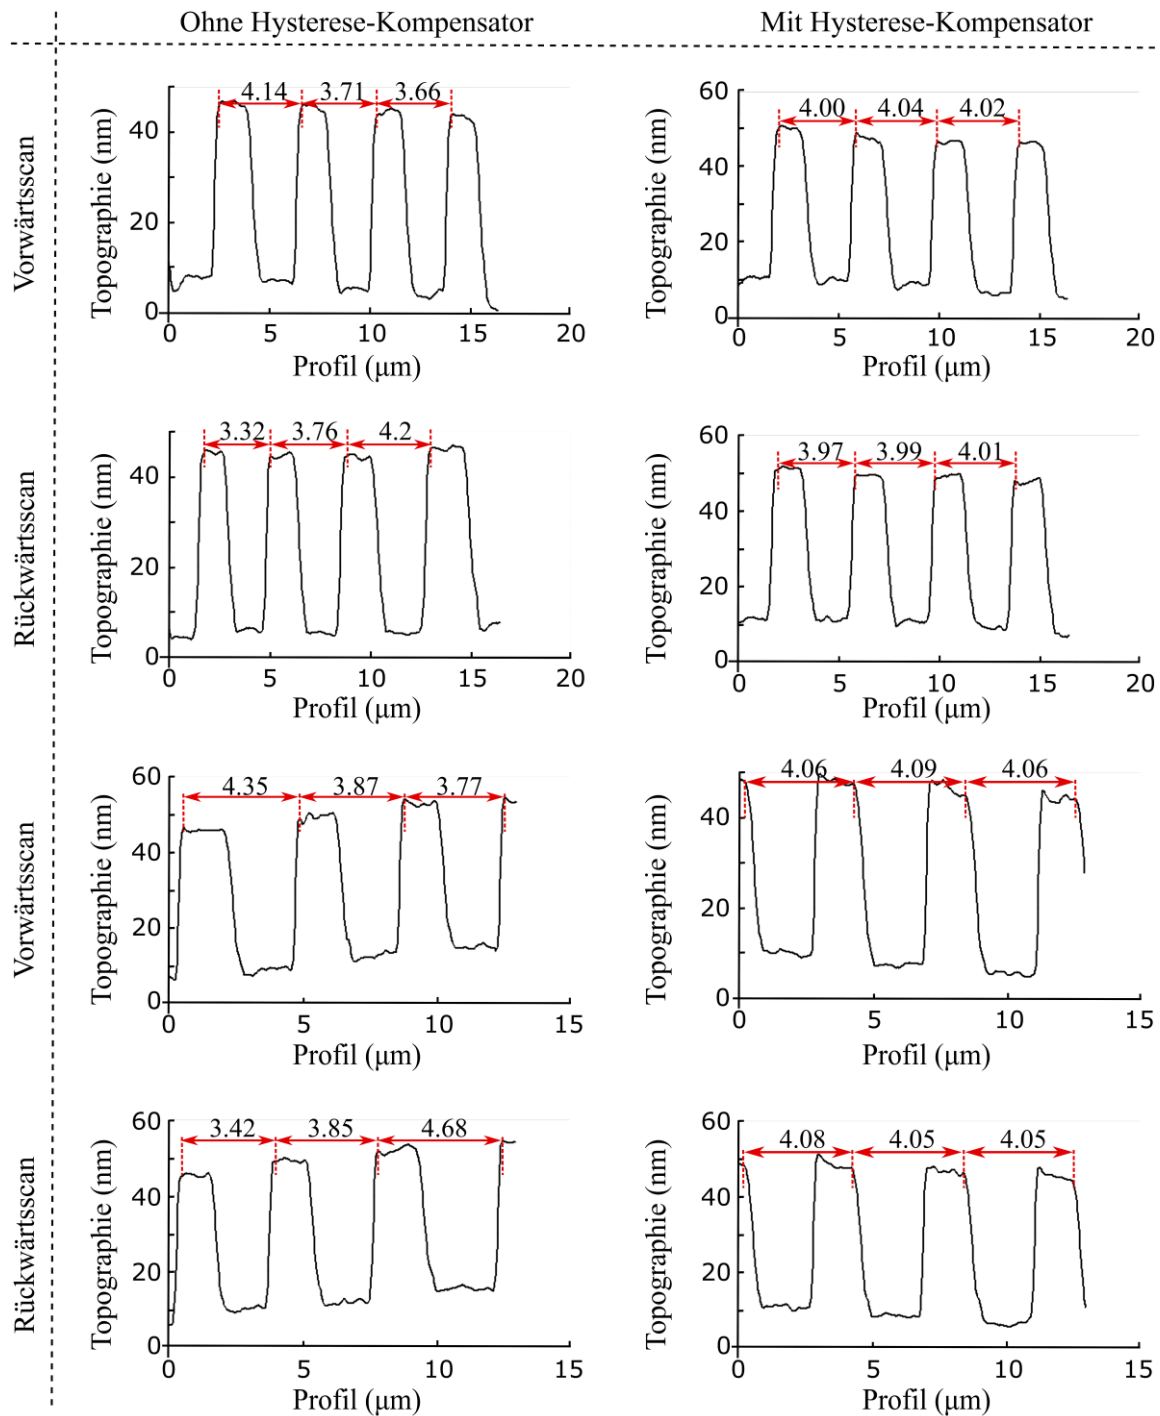 Ohne Hysterese-Kompensator
Mit Hysterese-Kompensator
Vorwärtsscan
Topographie (nm)
4.14 3.71 3.66
40
20
0
0 5 10 15 20
Profil (μm)
Topographie (nm)
4.00 4.04 4.02
60
40
20
0
0 5 10 15 20
Profil (μm)
Rückwärtsscan
Topographie (nm)
3.32 3.76 4.2
40
20
0
0 5 10 15 20
Profil (μm)
Topographie (nm)
3.97 3.99 4.01
60
40
20
0
0 5 10 15 20
Profil (μm)
Vorwärtsscan
Topographie (nm)
4.35 3.87 3.77
60
40
20
0
0 5 10 15
Profil (μm)
Topographie (nm)
4.06 4.09 4.06
40
20
0
0 5 10 15
Profil (μm)
Rückwärtsscan
Topographie (nm)
3.42 3.85 4.68
60
40
20
0
0 5 10 15
Profil (μm)
Topographie (nm)
4.08 4.05 4.05
60
40
20
0
0 5 10 15
Profil (μm)